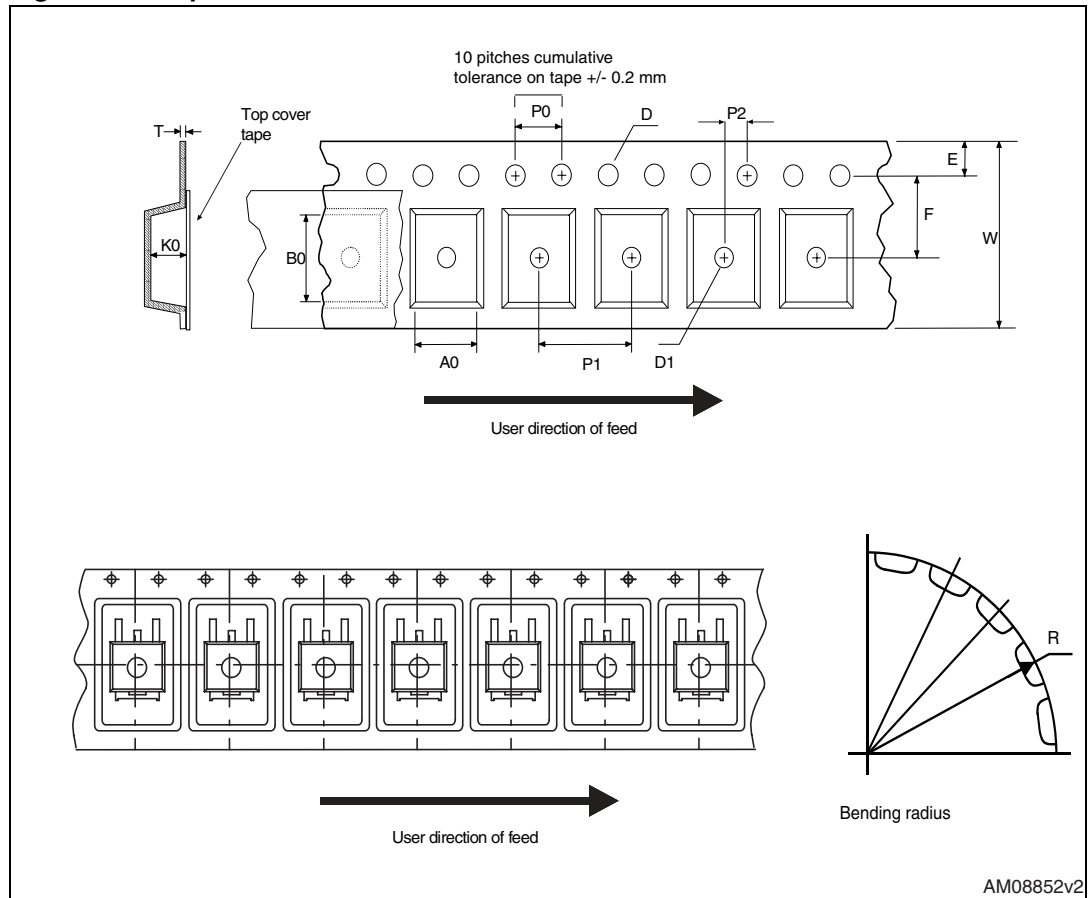 10 pitches cumulative
tolerance on tape +/- 0.2 mm
Top cover
tape
T
P0
D
P2
E
F
W
K0
B0
A0
P1
D1
User direction of feed
R
Bending radius
User direction of feed
AM08852v2